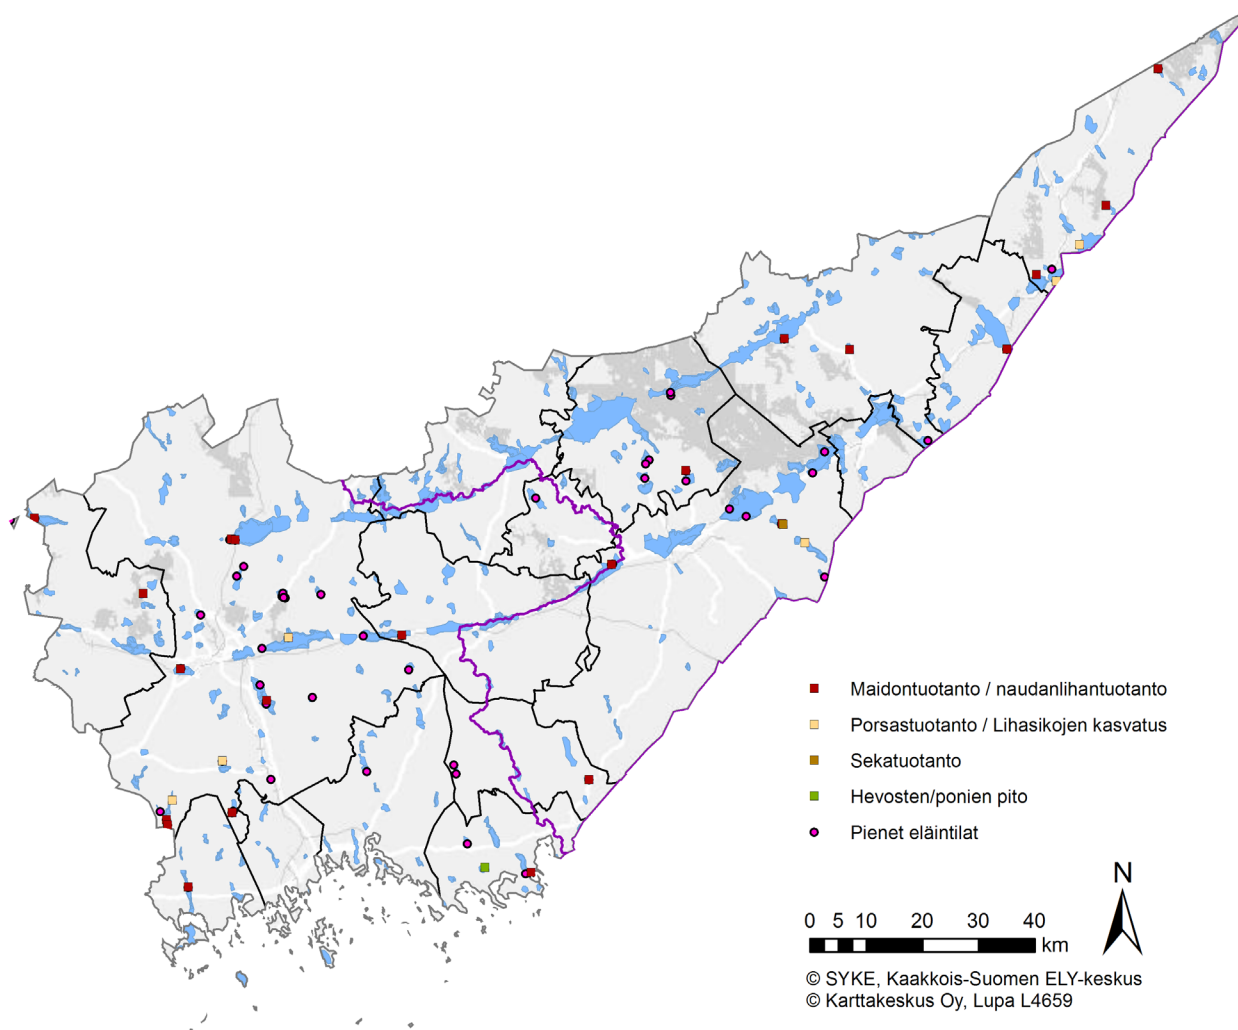 Maidontuotanto / naudanlihantuotanto
Porsastuotanto / Lihasikojen kasvatus
Sekatuotanto
Hevosten/ponien pito
Pienet eläintilat
N
0 5 10 20 30 40
km
© SYKE, Kaakkois-Suomen ELY-keskus
© Karttakeskus Oy, Lupa L4659